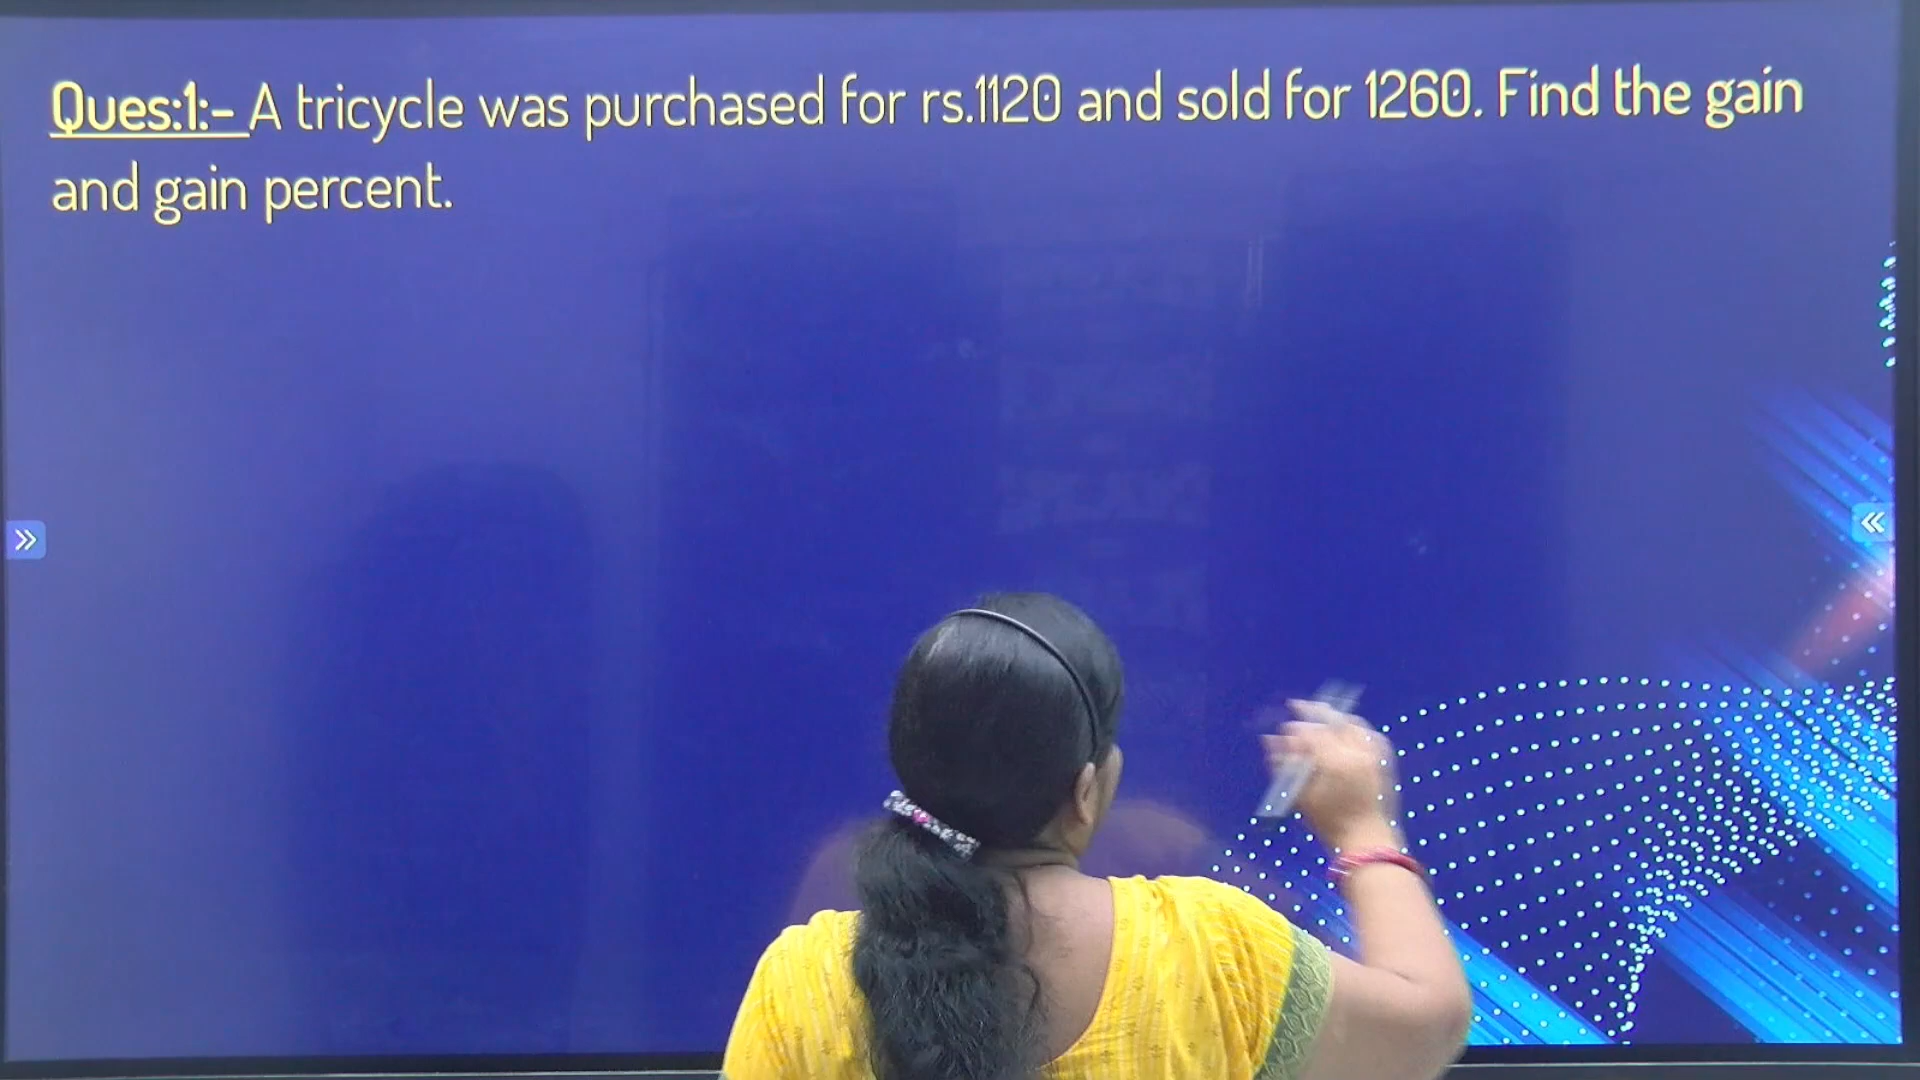 Ques:1:- A tricycle was purchased for rs.1120 and sold for 1260. Find the gain
and gain percent.